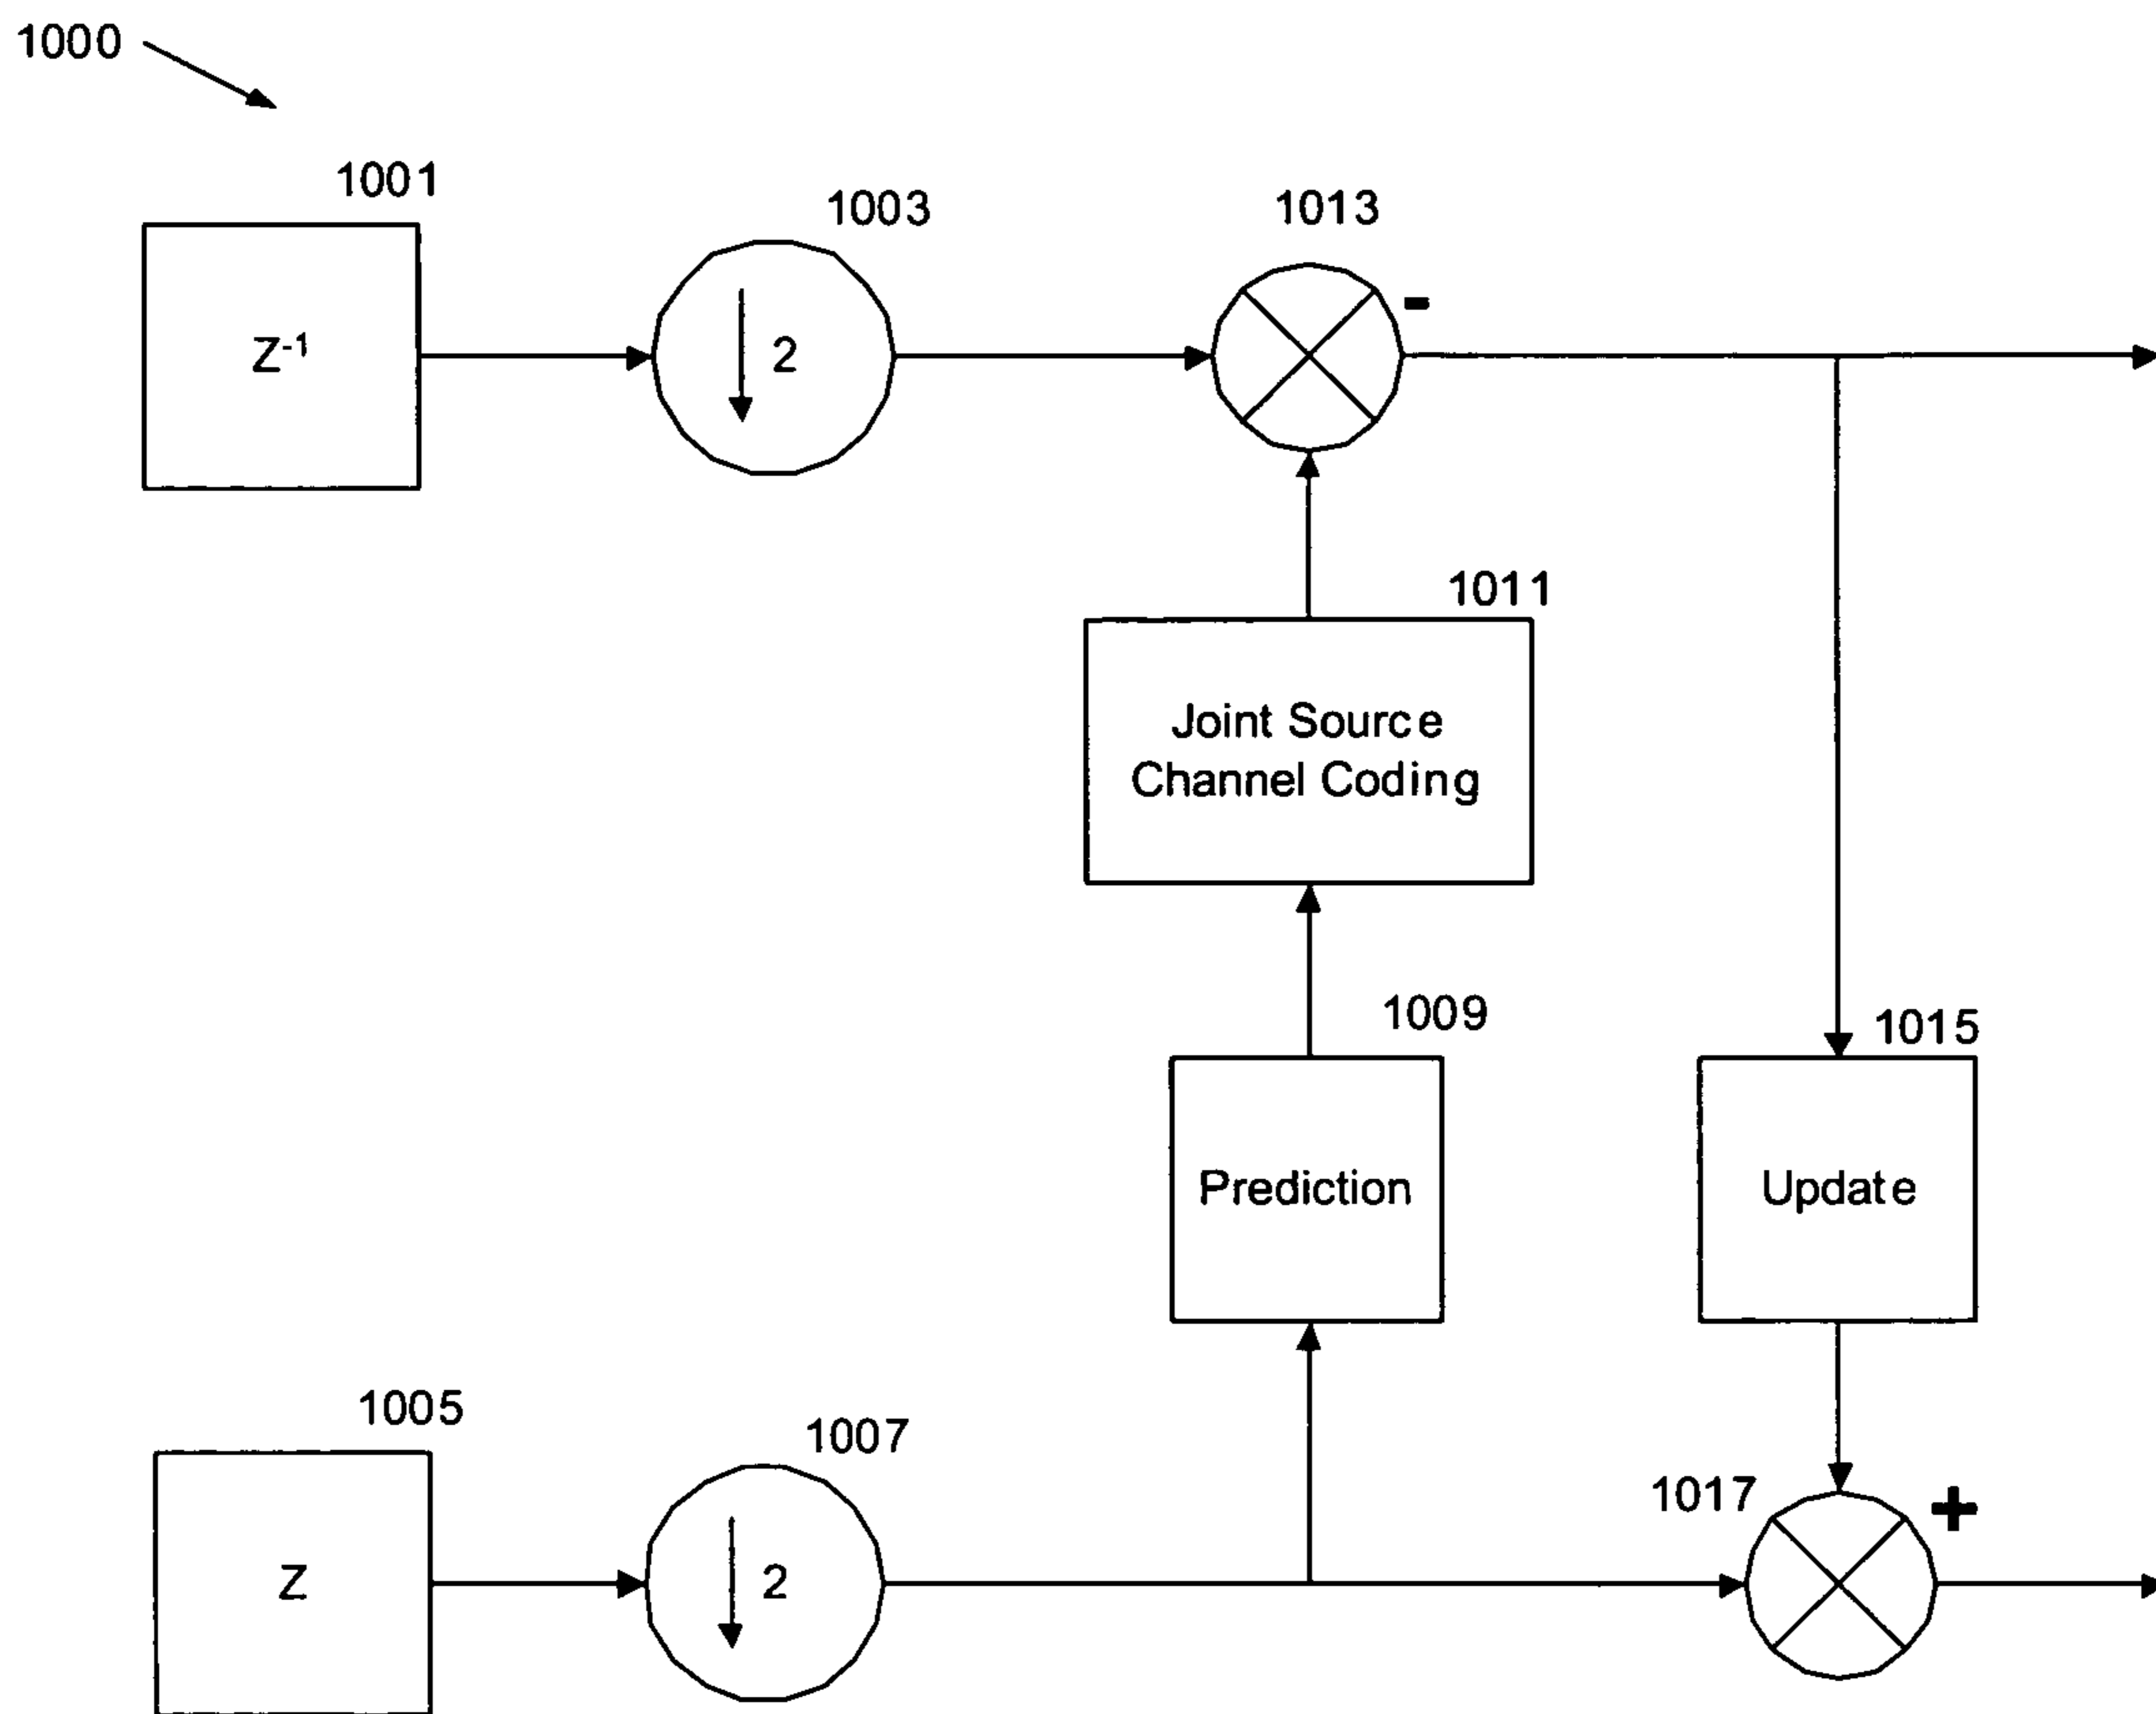 1000
1001
1003
1013
-
Z-1
2
1011
Joint Source
Channel Coding
1009
1015
Prediction
Update
1005
1007
1017
+
Z
2